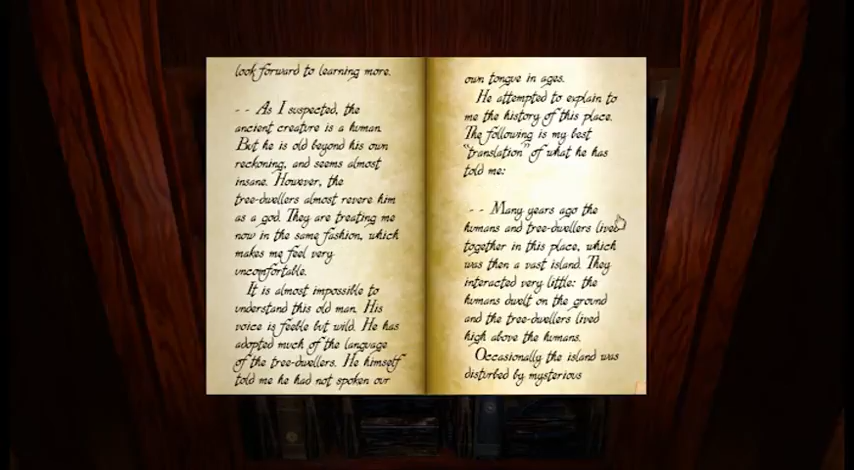 look forward to learning more.
- - As I suspected, the
ancient creature is a human.
But he is old beyond his own
reckoning, and seems almost
insane. However, the
tree-dwellers almost revere him
as a god. They are treating me
now in the same fashion, which
makes me feel very
uncomfortable.
It is almost impossible to
understand this old man. His
voice is feeble but wild. He has
adopted much of the language
of the tree-dwellers. He himself
told me he had not spoken our
own tongue in ages.
He attempted to explain to
me the history of this place.
The following is my best
"translation" of what he has
told me:
- - Many years ago the
humans and tree-dwellers lived
together in this place, which
was then a vast island. They
interacted very little: the
humans dwelt on the ground
and the tree-dwellers lived
high above the humans.
Occasionally the island was
disturbed by mysterious